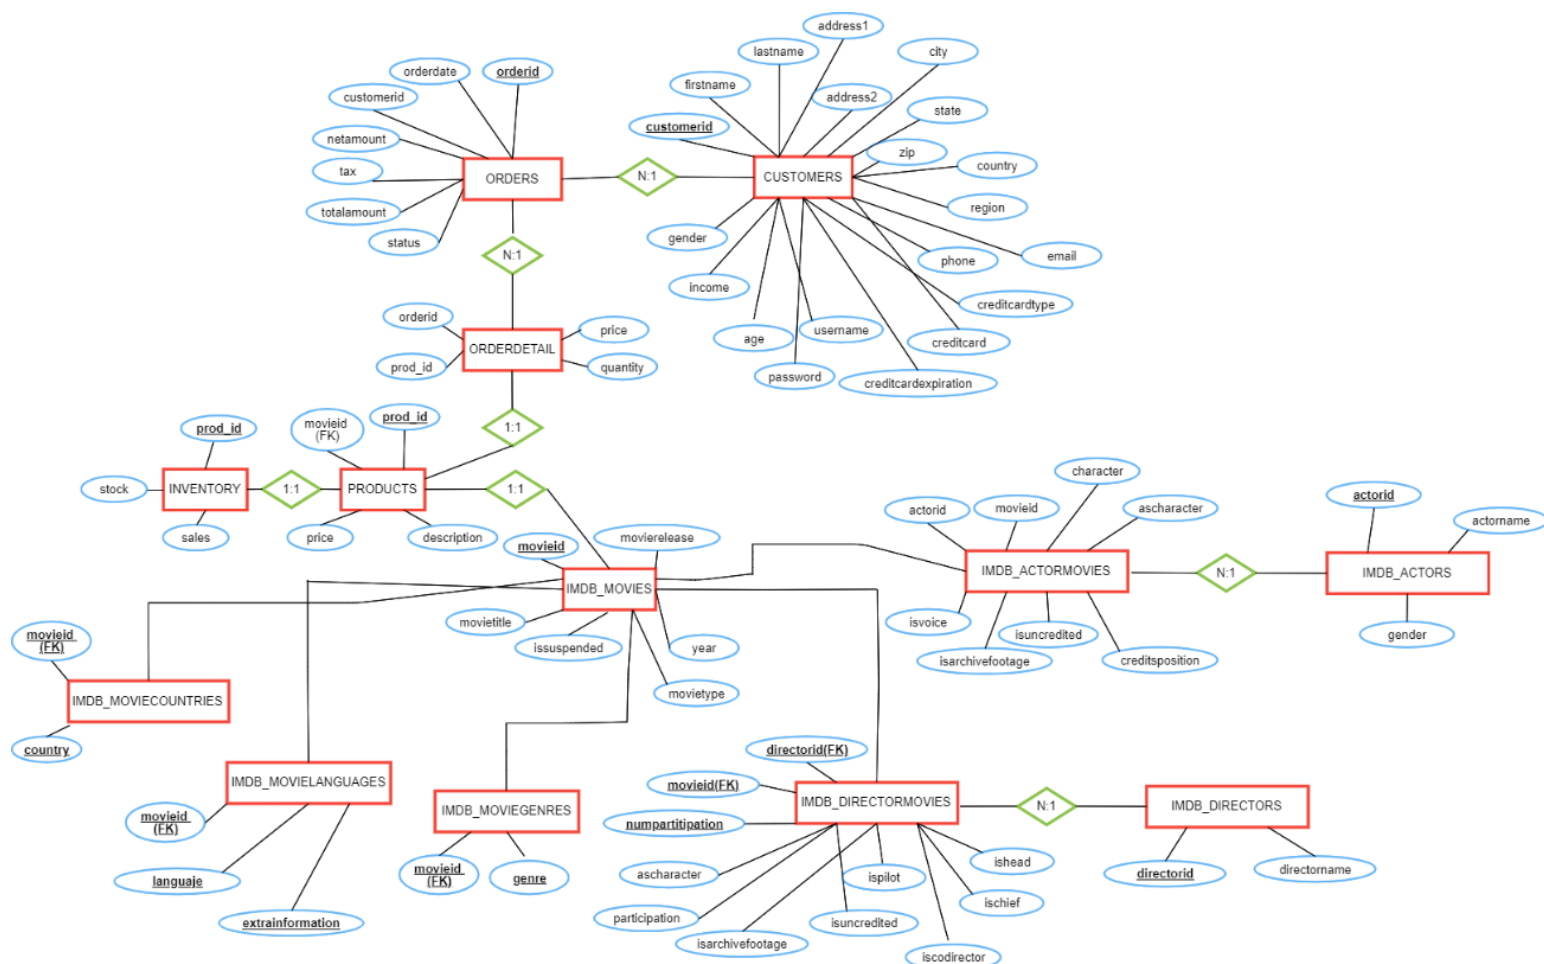 address1
lastname
city
orderdate
orderid
firstname
customerid
address2
state
customerid
netamount
zip
tax
country
ORDERS
N:1
CUSTOMERS
totalamount
region
status
gender
N:1
phone
email
income
creditcardtype
orderid
price
username
age
creditcard
ORDERDETAIL
prod_id
quantity
password
creditcardexpiration
prod_id
movieid
(FK)
prod_id
1:1
stock
INVENTORY
1:1
PRODUCTS
1:1
sales
price
description
character
actorid
movieid
ascharacter
actorid
actorname
movieid
movierelease
IMDB_MOVIES
IMDB_ACTORMOVIES
N:1
IMDB_ACTORS
movietitle
issuspended
year
isvoice
isuncredited
gender
isarchivefootage
creditsposition
movieid
(FK)
movietype
IMDB_MOVIECOUNTRIES
country
directorid(FK)
IMDB_MOVIELANGUAGES
movieid(FK)
IMDB_DIRECTORMOVIES
N:1
IMDB_DIRECTORS
movieid
(FK)
IMDB_MOVIEGENRES
numpartitipation
languaje
movieid
(FK)
genre
ascharacter
ispilot
ishead
directorid
directorname
extrainformation
participation
isuncredited
ischief
isarchivefootage
iscodirector